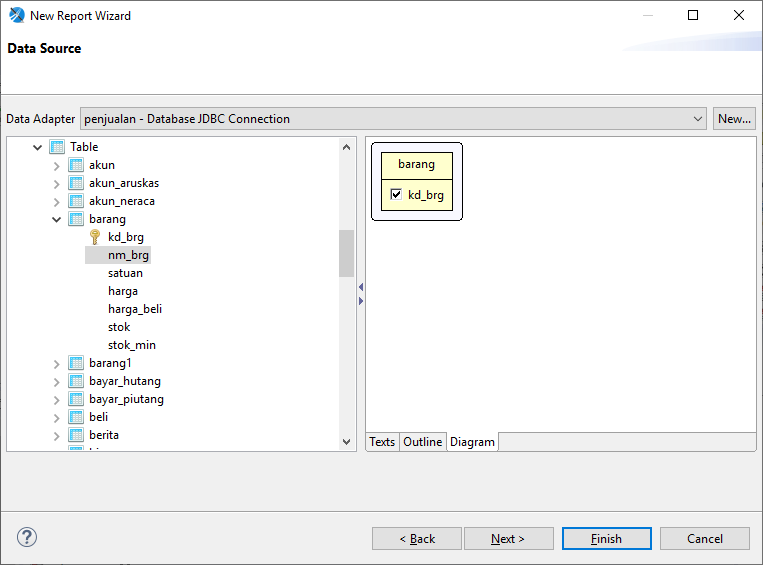 New Report Wizard
Data Source
Data Adapter penjualan - Database JDBC Connection New...
Table
akun
akun_aruskas
akun_neraca
barang
kd_brg
nm_brg
satuan
harga
harga_beli
stok
stok_min
barang1
bayar_hutang
bayar_piutang
beli
berita
barang
kd_brg
Texts Outline Diagram
? < Back Next > Finish Cancel